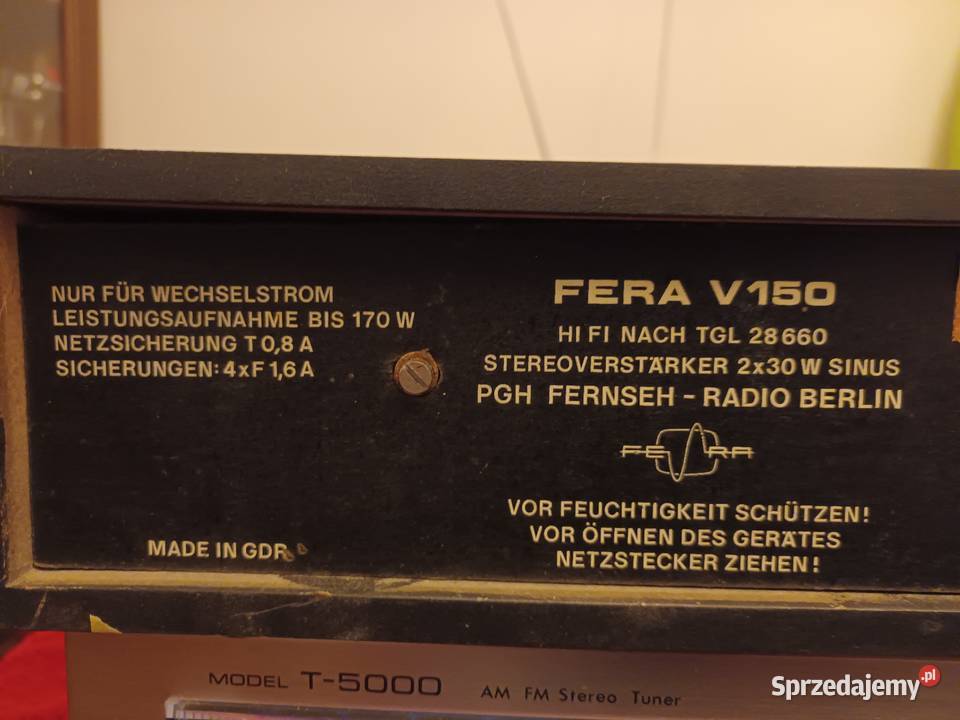 NUR FÜR WECHSELSTROM
LEISTUNGSAUFNAHME BIS 170 W
NETZSICHERUNG T 0,8 A
SICHERUNGEN: 4xF 1,6 A
MADE IN GDR
FERA V150
HI FI NACH TGL 28 660
STEREOVERSTÄRKER 2x30 W SINUS
PGH FERNSEH - RADIO BERLIN
FERA
VOR FEUCHTIGKEIT SCHÜTZEN!
VOR ÖFFNEN DES GERÄTES
NETZSTECKER ZIEHEN!
MODEL T-5000 AM FM Stereo Tuner
Sprzedajemy.pl